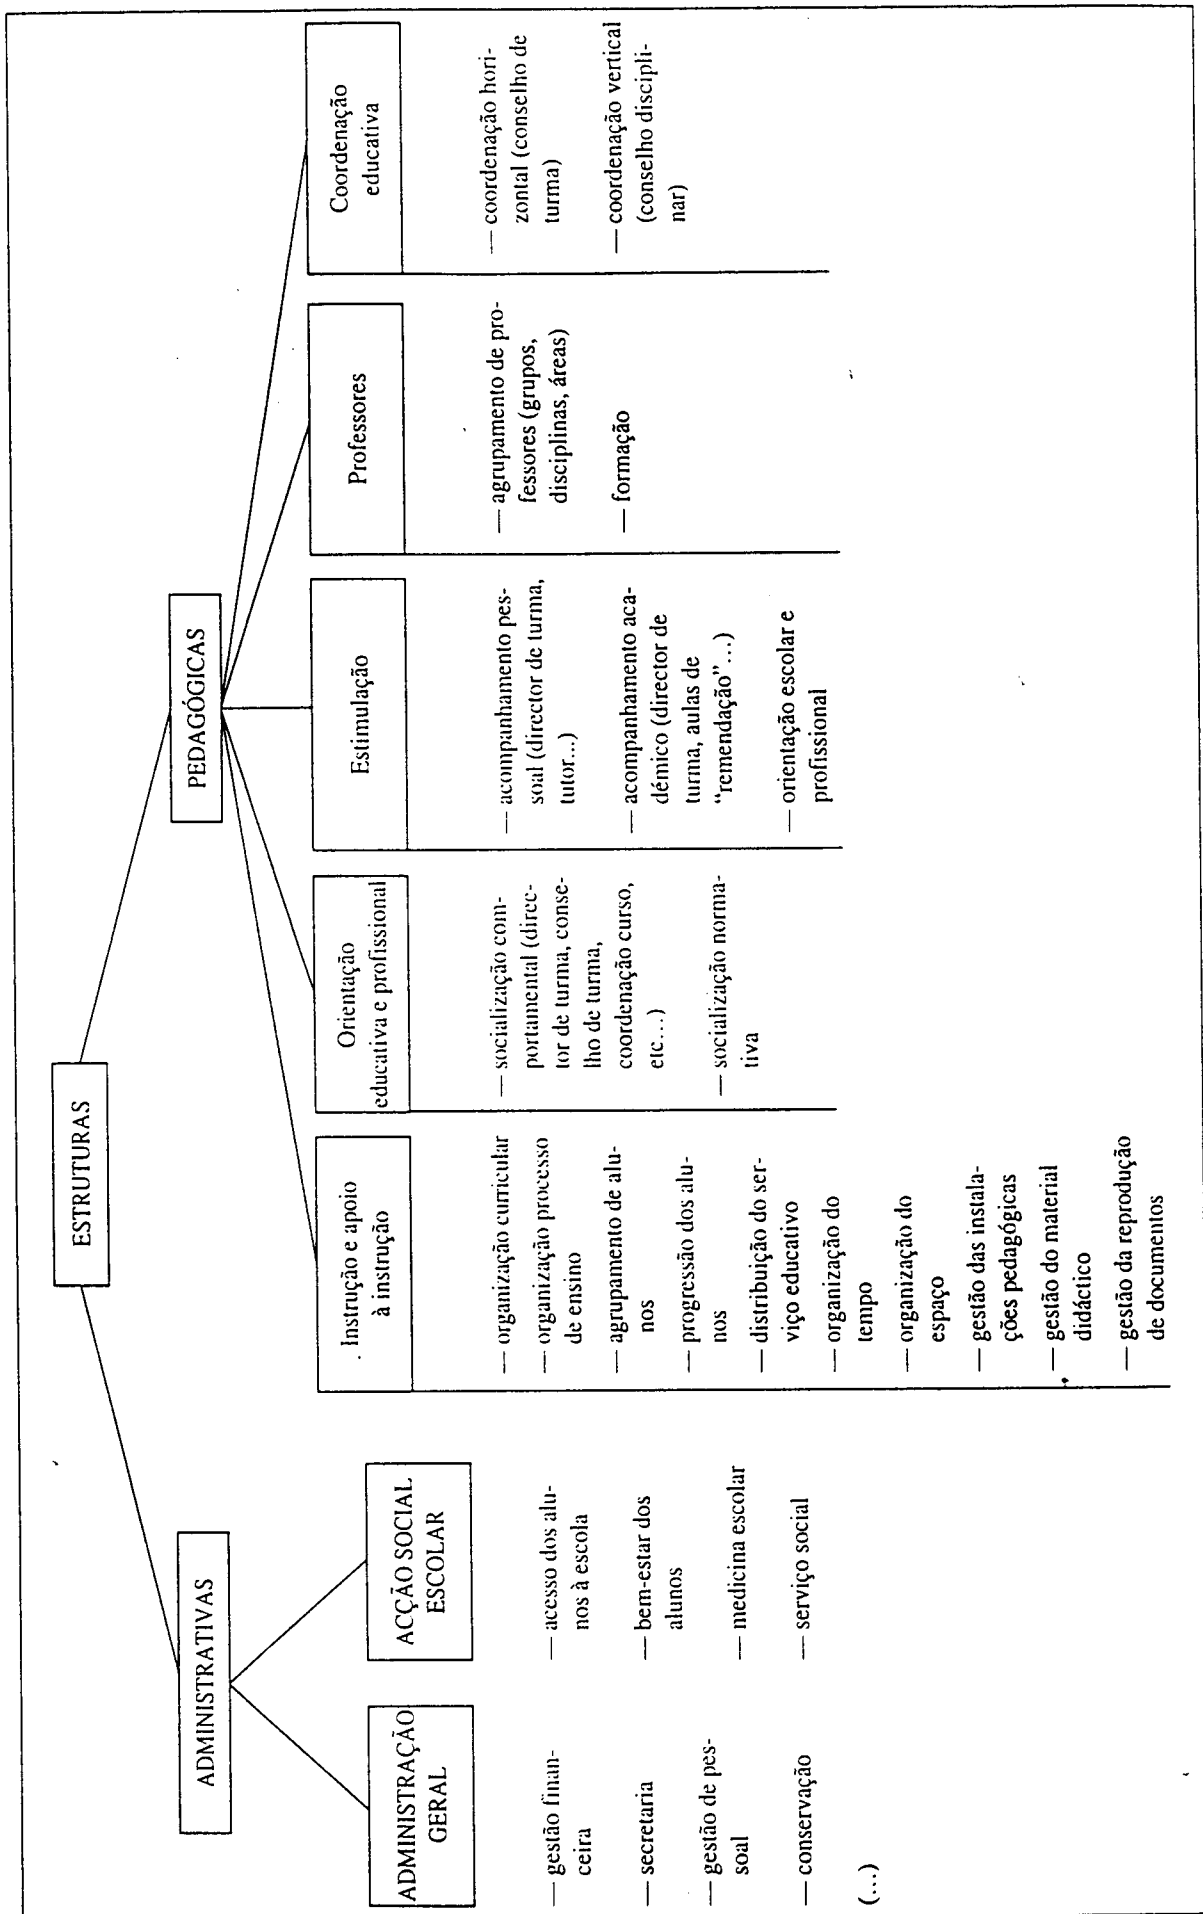 ESTRUTURAS
ADMINISTRATIVAS
PEDAGÓGICAS
ADMINISTRAÇÃO
GERAL
— gestão finan-
ceira
— secretaria
— gestão de pes-
soal
— conservação
(...)
ACÇÃO SOCIAL
ESCOLAR
— acesso dos alu-
nos à escola
— bem-estar dos
alunos
— medicina escolar
— serviço social
Instrução e apoio
à instrução
— organização curricular
— organização processo
de ensino
— agrupamento de alu-
nos
— progressão dos alu-
nos
— distribuição do ser-
viço educativo
— organização do
tempo
— organização do
espaço
— gestão das instala-
ções pedagógicas
— gestão do material
didáctico
— gestão da reprodução
de documentos
Orientação
educativa e profissional
— socialização com-
portamental (direc-
tor de turma, conse-
lho de turma,
coordenação curso,
etc...)
— socialização norma-
tiva
Estimulação
— acompanhamento pes-
soal (director de turma,
tutor...)
— acompanhamento aca-
démico (director de
turma, aulas de
“remendação”...)
— orientação escolar e
profissional
Professores
— agrupamento de pro-
fessores (grupos,
disciplinas, áreas)
— formação
Coordenação
educativa
— coordenação hori-
zontal (conselho de
turma)
— coordenação vertical
(conselho discipli-
nar)